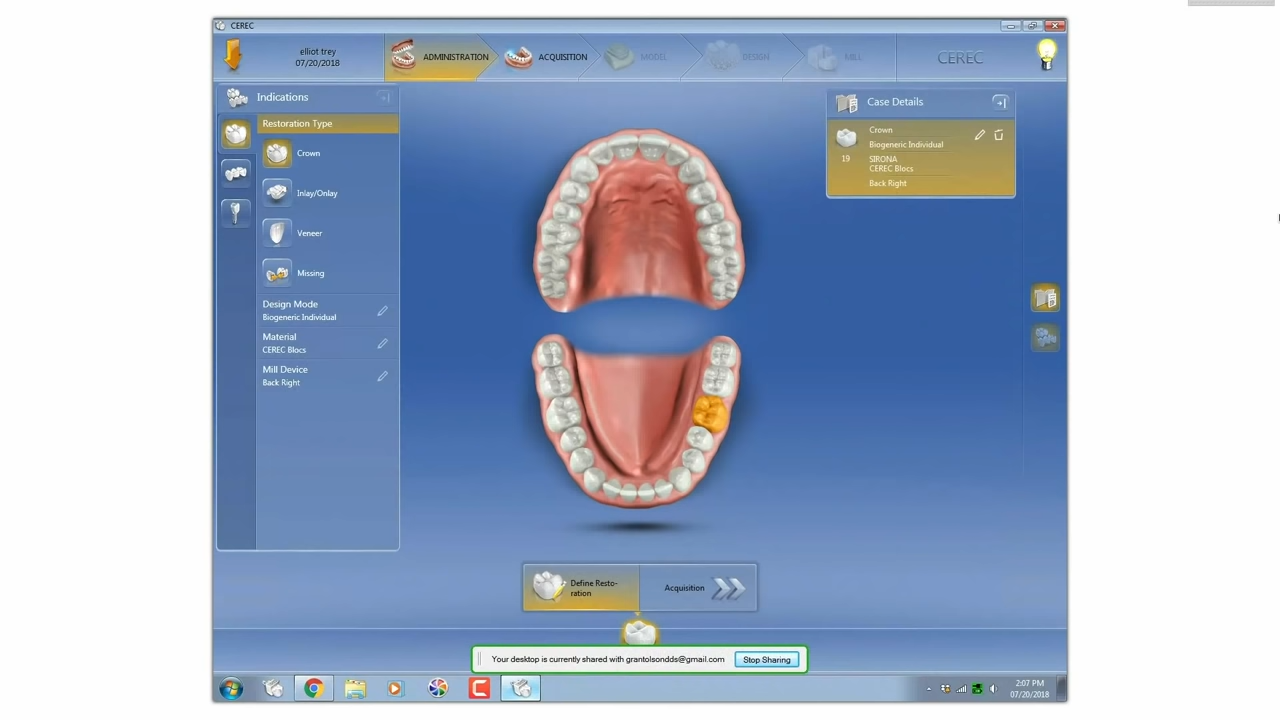 CEREC
elliot trey
07/20/2018
ADMINISTRATION
ACQUISITION
MODEL
DESIGN
MILL
CEREC
Indications
Restoration Type
Crown
Inlay/Onlay
Veneer
Missing
Design Mode
Biogeneric Individual
Material
CEREC Blocs
Mill Device
Back Right
Case Details
Crown
Biogeneric Individual
19
SIRONA
CEREC Blocs
Back Right
Define Resto-
ration
Acquisition
Your desktop is currently shared with grantolsondds@gmail.com
Stop Sharing
2:07 PM
07/20/2018